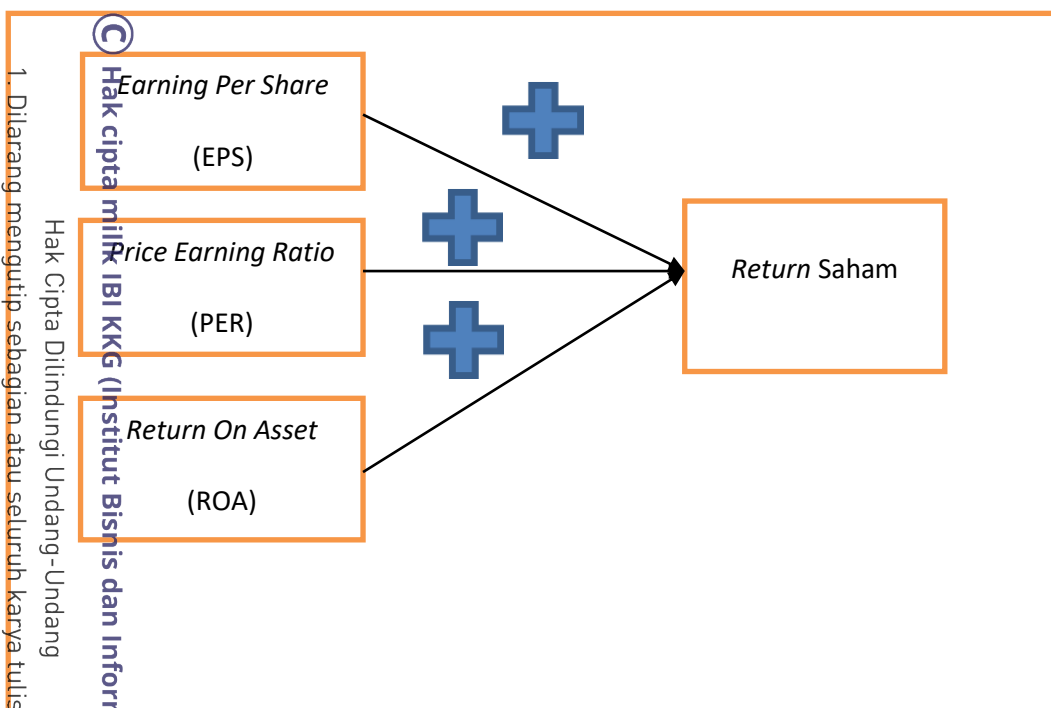 Earning Per Share
(EPS)
Price Earning Ratio
(PER)
Return On Asset
(ROA)
Return Saham
© Hak cipta milik IBI KKG (Institut Bisnis dan
Hak Cipta Dilindungi Undang-Undang
1. Dilarang mengutip sebagian atau seluruh karya tulis